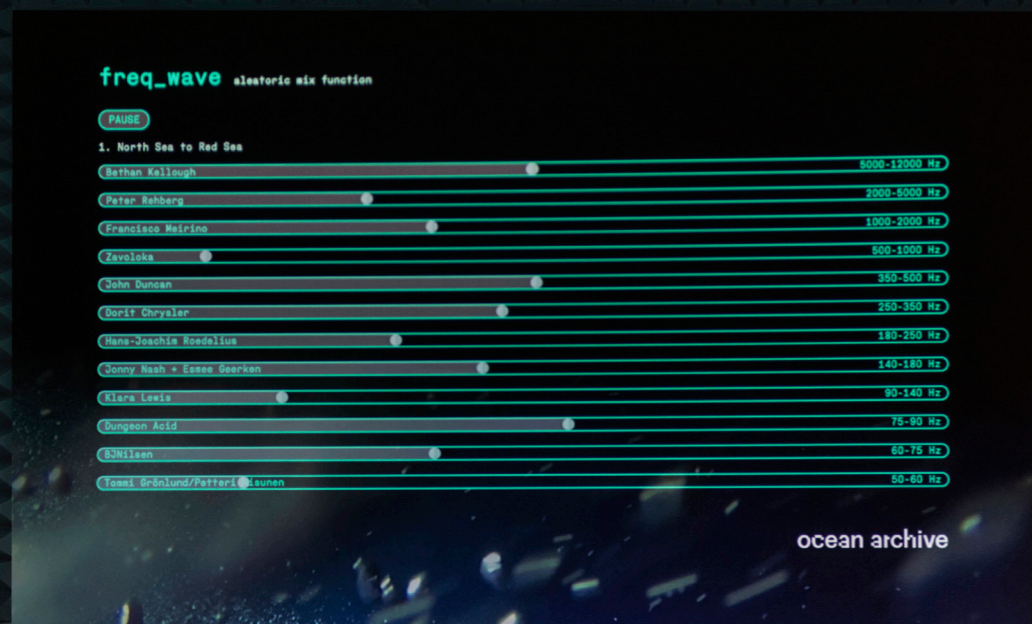 freq_wave aleatoric mix function
PAUSE
1. North Sea to Red Sea
Bethan Kellough 5000-12000 Hz
Peter Rehberg 2000-5000 Hz
Francisco Meirino 1000-2000 Hz
Zavoloka 500-1000 Hz
John Duncan 350-500 Hz
Dorit Chrysler 250-350 Hz
Hans-Joachim Roedelius 180-250 Hz
Jonny Nash + Esmee Geerken 140-180 Hz
Klara Lewis 90-140 Hz
Dungeon Acid 75-90 Hz
BJNilsen 60-75 Hz
Tommi Grönlund/Petteri isunen 50-60 Hz
ocean archive